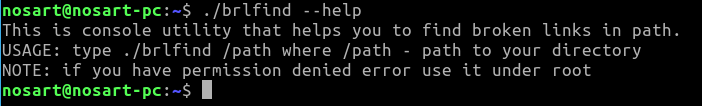 nosart@nosart-pc:~$ ./brlfind --help
This is console utility that helps you to find broken links in path.
USAGE: type ./brlfind /path where /path - path to your directory
NOTE: if you have permission denied error use it under root
nosart@nosart-pc:~$